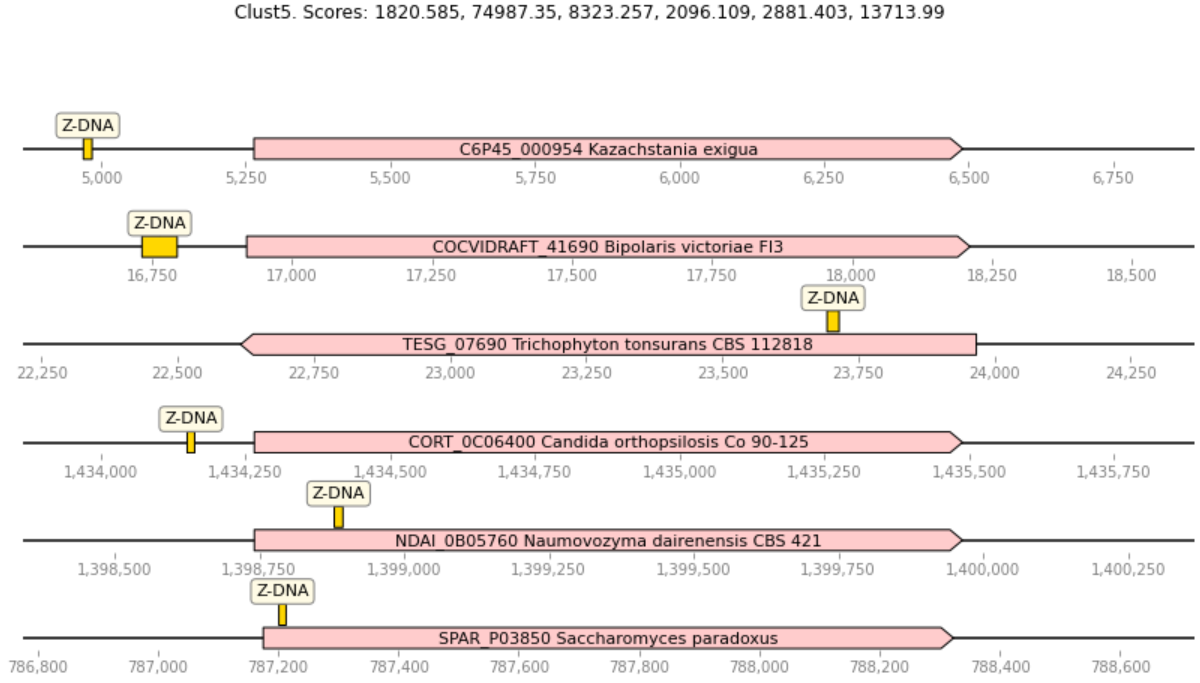 Clust5. Scores: 1820.585, 74987.35, 8323.257, 2096.109, 2881.403, 13713.99
Z-DNA
C6P45_000954 Kazachstania exigua
5,000 5,250 5,500 5,750 6,000 6,250 6,500 6,750
Z-DNA
COCVIDRAFT_41690 Bipolaris victoriae FI3
16,750 17,000 17,250 17,500 17,750 18,000 18,250 18,500
Z-DNA
TESG_07690 Trichophyton tonsurans CBS 112818
22,250 22,500 22,750 23,000 23,250 23,500 23,750 24,000 24,250
Z-DNA
CORT_0C06400 Candida orthopsilosis Co 90-125
1,434,000 1,434,250 1,434,500 1,434,750 1,435,000 1,435,250 1,435,500 1,435,750
Z-DNA
NDAI_0B05760 Naumovozyma dairenensis CBS 421
1,398,500 1,398,750 1,399,000 1,399,250 1,399,500 1,399,750 1,400,000 1,400,250
Z-DNA
SPAR_P03850 Saccharomyces paradoxus
786,800 787,000 787,200 787,400 787,600 787,800 788,000 788,200 788,400 788,600